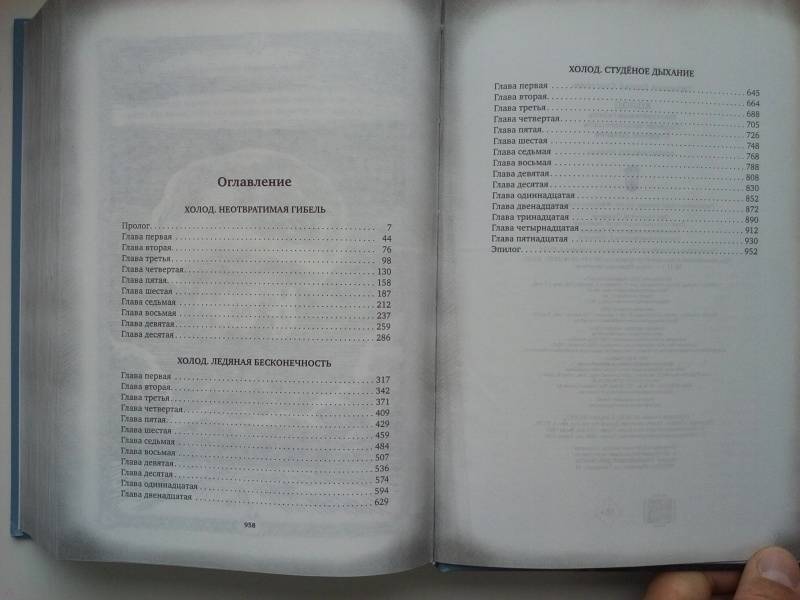 Оглавление
ХОЛОД. НЕОТВРАТИМАЯ ГИБЕЛЬ
Пролог. 7
Глава первая 44
Глава вторая. 76
Глава третья 98
Глава четвертая. 130
Глава пятая. 158
Глава шестая 187
Глава седьмая 212
Глава восьмая 237
Глава девятая 259
Глава десятая 286
ХОЛОД. ЛЕДЯНАЯ БЕСКОНЕЧНОСТЬ
Глава первая 317
Глава вторая. 342
Глава третья 371
Глава четвертая. 409
Глава пятая. 429
Глава шестая 459
Глава седьмая 484
Глава восьмая 507
Глава девятая 536
Глава десятая 574
Глава одиннадцатая 594
Глава двенадцатая 629
958
ХОЛОД. СТУДЁНОЕ ДЫХАНИЕ
Глава первая 645
Глава вторая. 664
Глава третья 688
Глава четвертая. 705
Глава пятая. 726
Глава шестая 748
Глава седьмая 768
Глава восьмая 788
Глава девятая 808
Глава десятая 830
Глава одиннадцатая 852
Глава двенадцатая 872
Глава тринадцатая 890
Глава четырнадцатая 912
Глава пятнадцатая 930
Эпилог. 952